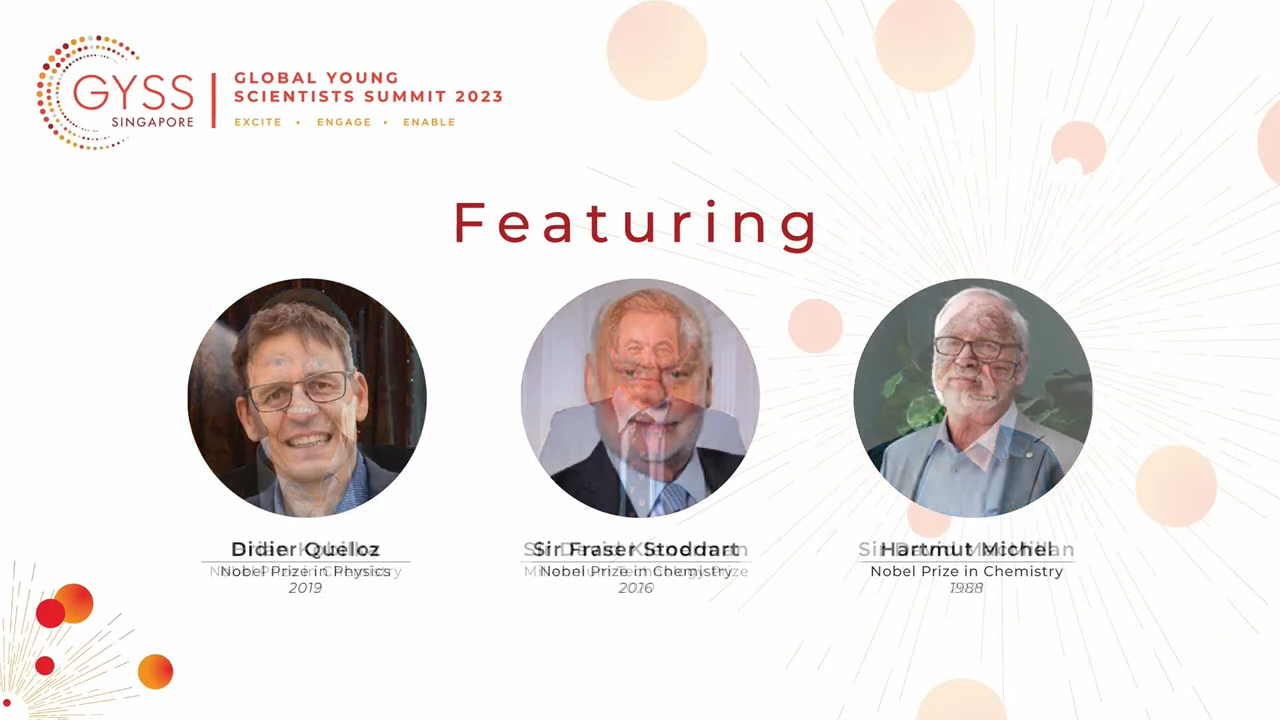 GYSS
SINGAPORE
GLOBAL YOUNG
SCIENTISTS SUMMIT 2023
EXCITE • ENGAGE • ENABLE
Featuring
Didier Queloz
Nobel Prize in Physics
2019
Sir Fraser Stoddart
Nobel Prize in Chemistry
2016
Hartmut Michel
Nobel Prize in Chemistry
1988